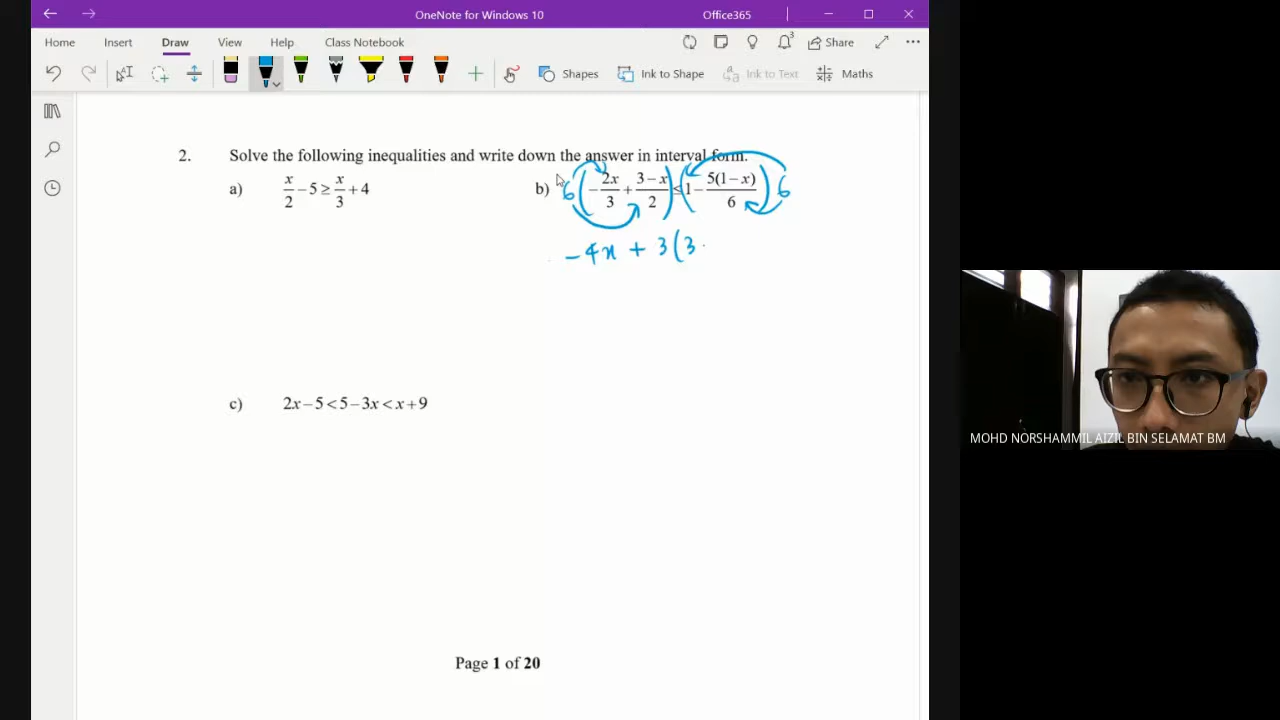 OneNote for Windows 10
Office365
Home Insert Draw View Help Class Notebook
3
Share
Shapes
Ink to Shape
Ink to Text
Maths
2. Solve the following inequalities and write down the answer in interval form.
a) x/2 − 5 ≥ x/3 + 4
b) 6(−2x/3 + (3−x)/2) ≤ (1 − 5(1−x)/6) 6
−4x + 3(3
c) 2x−5<5−3x<x+9
Page 1 of 20
MOHD NORSHAMMIL AIZIL BIN SELAMAT BM